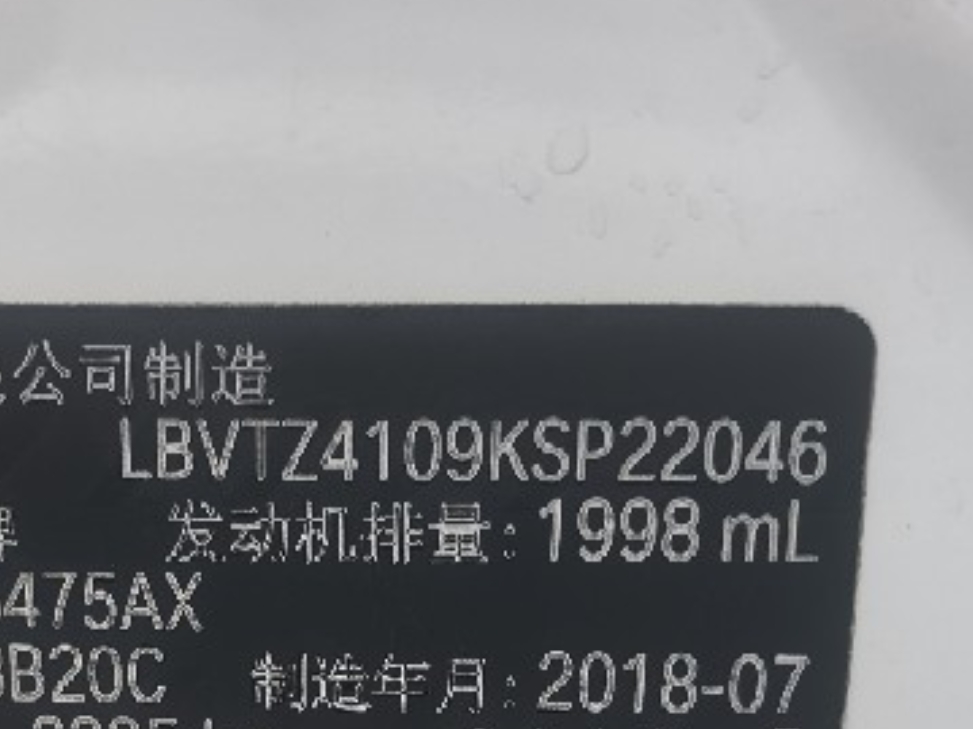 公司制造
LBVTZ4109KSP22046
发动机排量: 1998 mL
475AX
B20C 制造年月: 2018-07